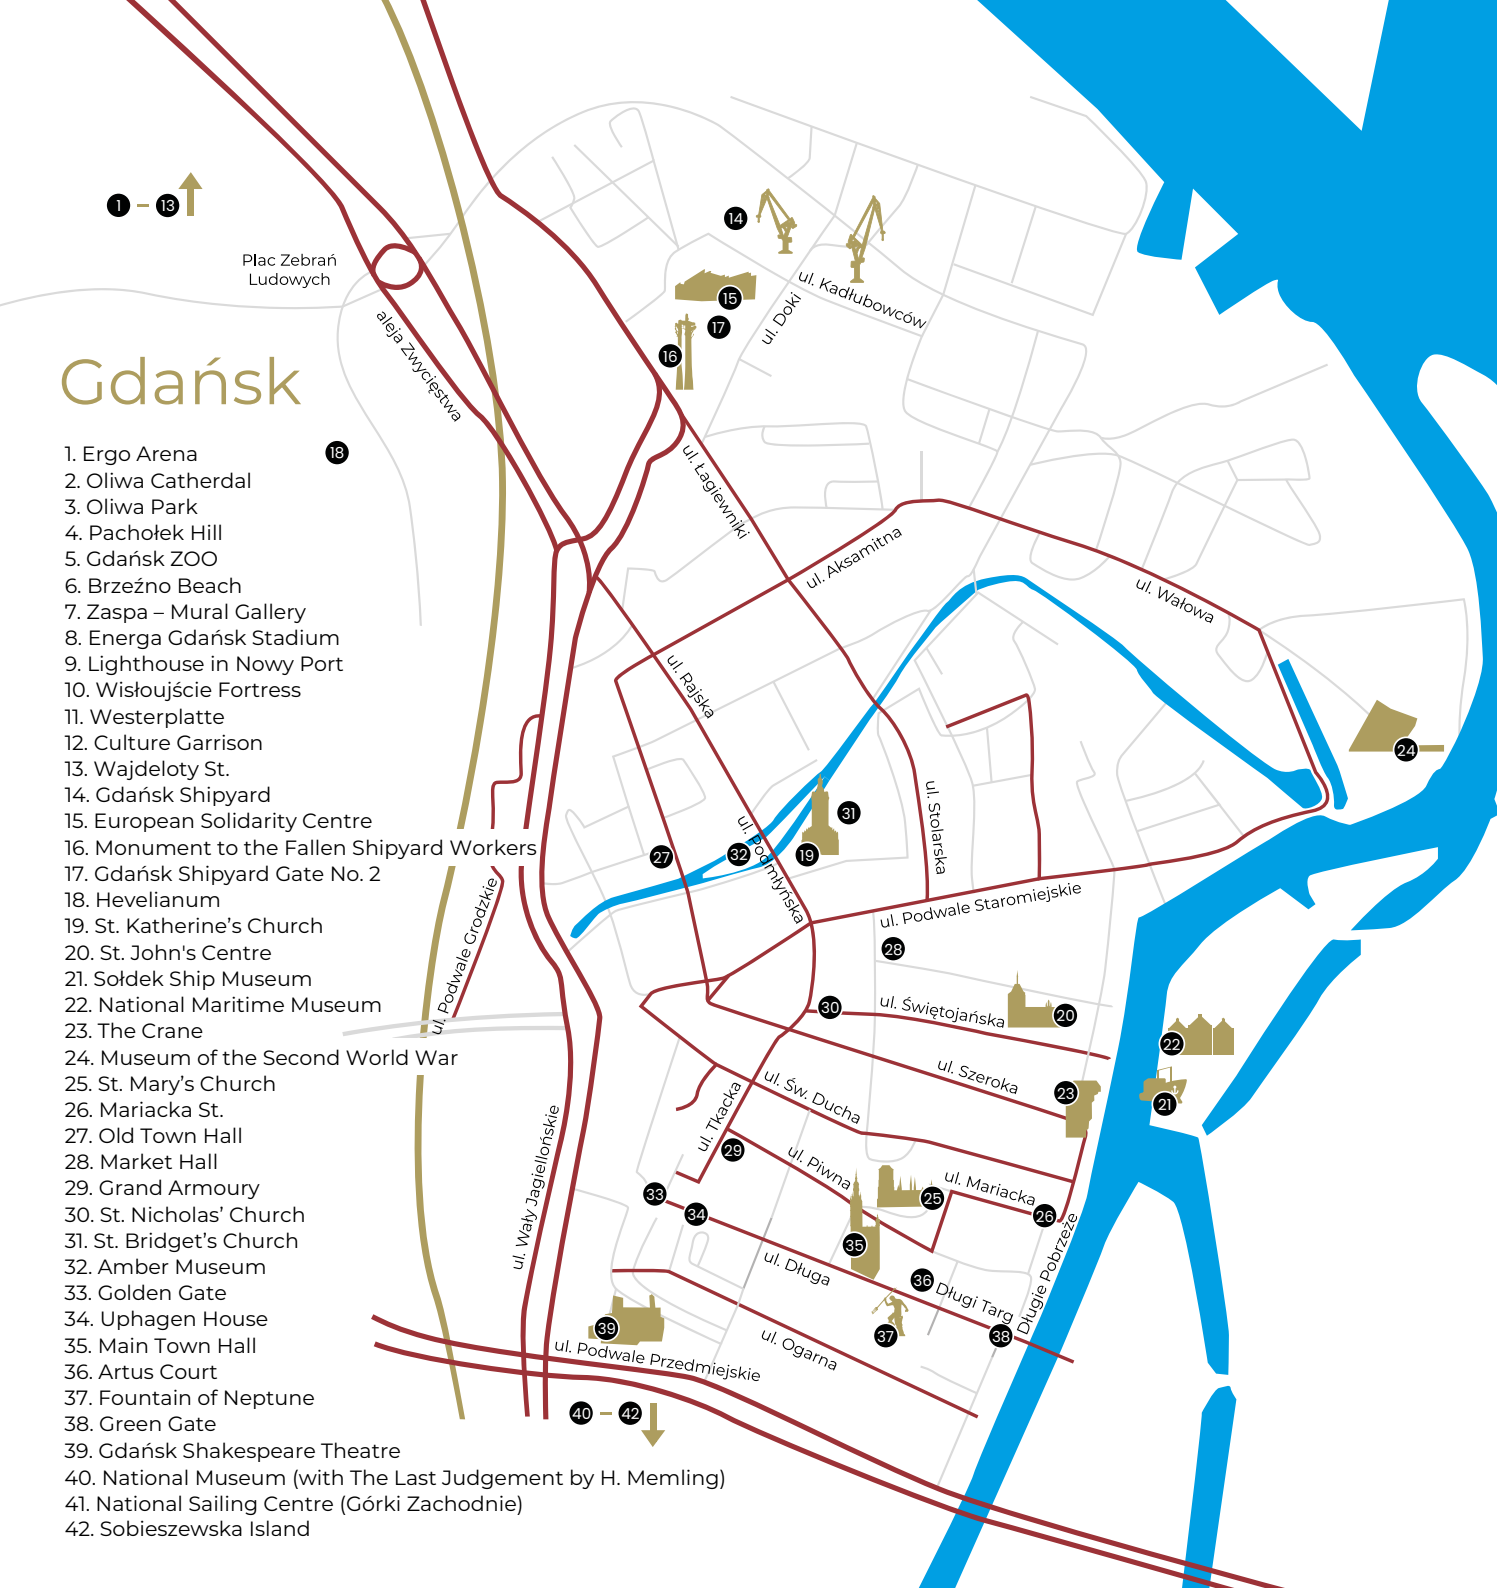 1 – 13
14
Plac Zebrań
Ludowych
ul. Kadłubowców
15
ul. Doki
17
16
aleja Zwycięstwa
Gdańsk
18
1. Ergo Arena
2. Oliwa Catherdal
3. Oliwa Park
4. Pachołek Hill
5. Gdańsk ZOO
6. Brzeźno Beach
7. Zaspa – Mural Gallery
8. Energa Gdańsk Stadium
9. Lighthouse in Nowy Port
10. Wisłoujście Fortress
11. Westerplatte
12. Culture Garrison
13. Wajdeloty St.
14. Gdańsk Shipyard
15. European Solidarity Centre
16. Monument to the Fallen Shipyard Workers
17. Gdańsk Shipyard Gate No. 2
18. Hevelianum
19. St. Katherine’s Church
20. St. John's Centre
21. Sołdek Ship Museum
22. National Maritime Museum
23. The Crane
24. Museum of the Second World War
25. St. Mary’s Church
26. Mariacka St.
27. Old Town Hall
28. Market Hall
29. Grand Armoury
30. St. Nicholas’ Church
31. St. Bridget’s Church
32. Amber Museum
33. Golden Gate
34. Uphagen House
35. Main Town Hall
36. Artus Court
37. Fountain of Neptune
38. Green Gate
39. Gdańsk Shakespeare Theatre
40. National Museum (with The Last Judgement by H. Memling)
41. National Sailing Centre (Górki Zachodnie)
42. Sobieszewska Island
ul. Łagiewniki
ul. Aksamitna
ul. Wałowa
ul. Rajska
24
ul. Stolarska
31
ul. Podmłyńska
27
32
19
ul. Podwale Grodzkie
ul. Podwale Staromiejskie
28
30
ul. Świętojańska
20
22
ul. Szeroka
23
21
ul. Św. Ducha
ul. Tkacka
ul. Wały Jagiellońskie
29
ul. Piwna
ul. Mariacka
25
33
34
26
35
ul. Długa
36
Długi Targ
Długie Pobrzeże
39
37
38
ul. Ogarna
ul. Podwale Przedmiejskie
40 – 42